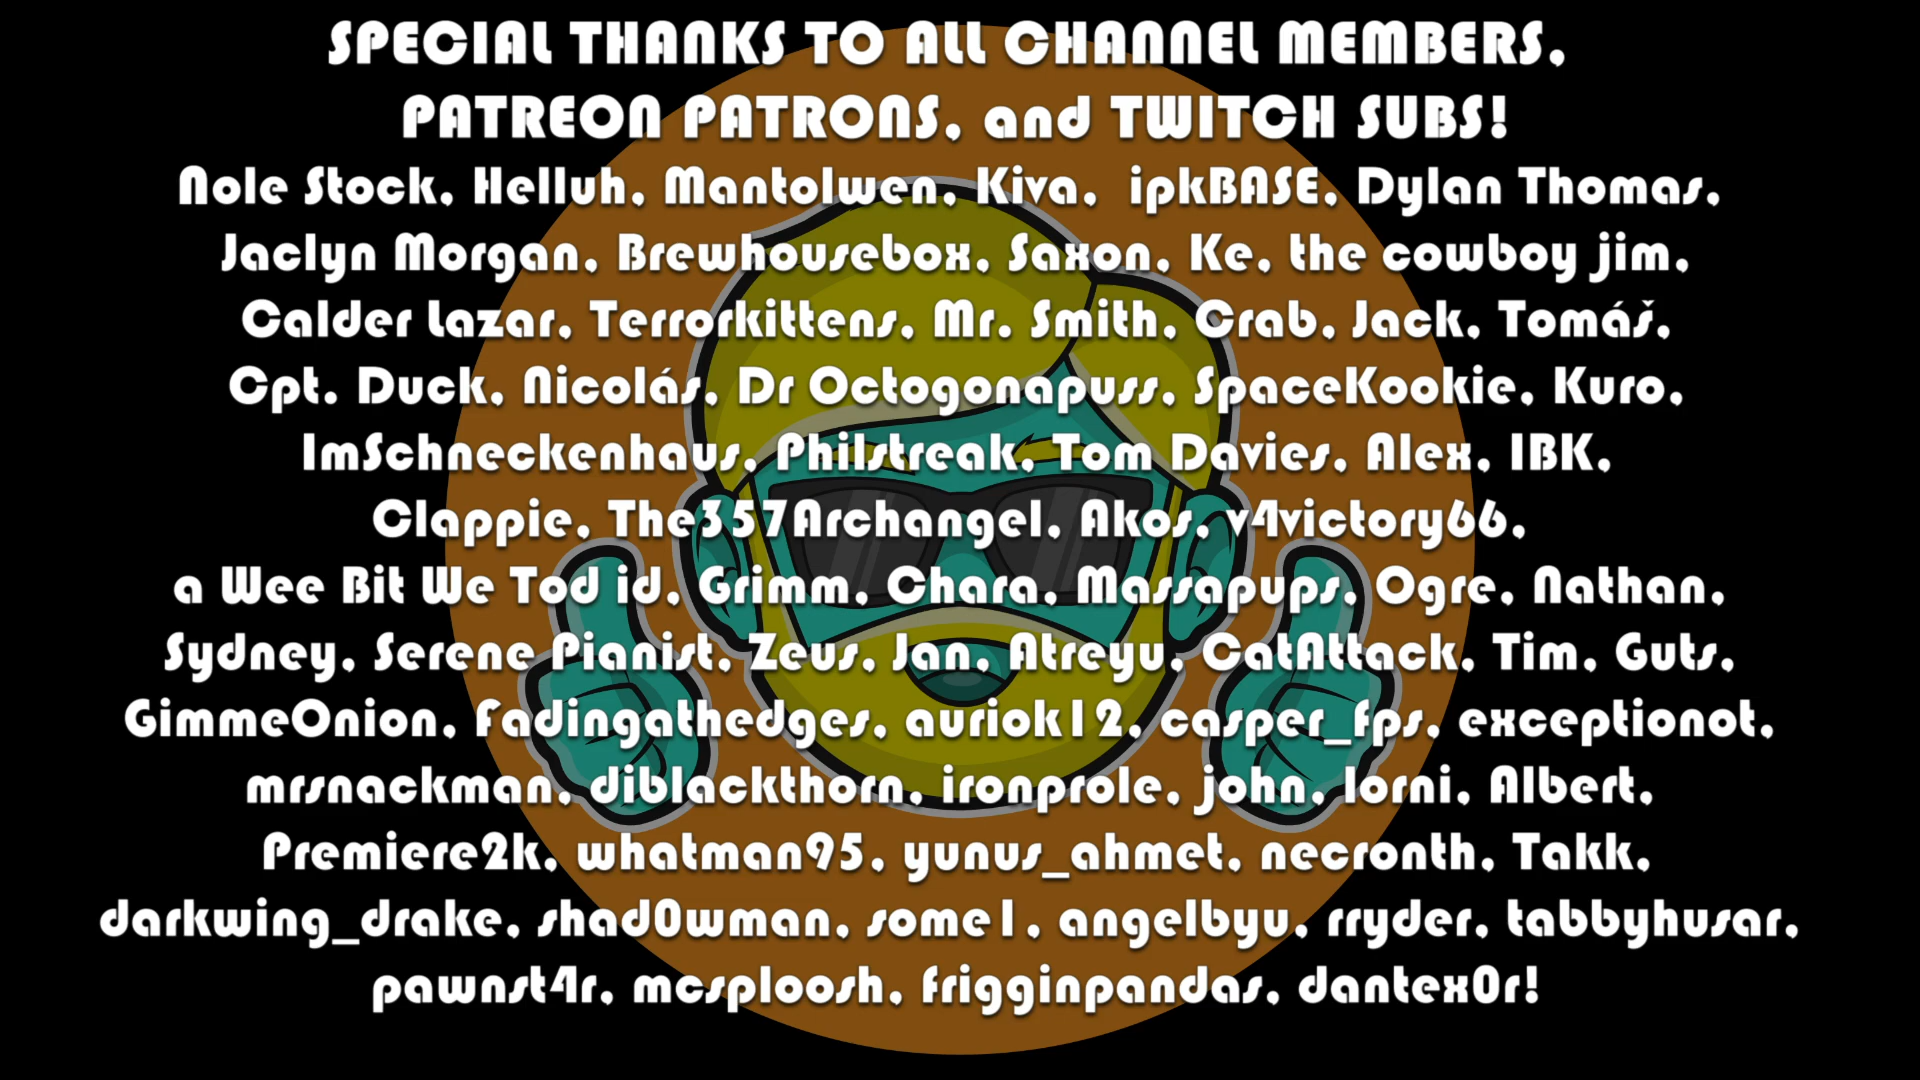 SPECIAL THANKS TO ALL CHANNEL MEMBERS,
PATREON PATRONS, and TWITCH SUBS!
Nole Stock, Helluh, Mantolwen, Kiva, ipkBASE, Dylan Thomas,
Jaclyn Morgan, Brewhousebox, Saxon, Ke, the cowboy jim,
Calder Lazar, Terrorkittens, Mr. Smith, Crab, Jack, Tomáš,
Cpt. Duck, Nicolás, Dr Octogonapuss, SpaceKookie, Kuro,
ImSchneckenhaus, Philstreak, Tom Davies, Alex, IBK,
Clappie, The357Archangel, Akos, v4victory66,
a Wee Bit We Tod id, Grimm, Chara, Massapups, Ogre, Nathan,
Sydney, Serene Pianist, Zeus, Jan, Atreyu, CatAttack, Tim, Guts,
GimmeOnion, Fadingathedges, auriok12, casper_fps, exceptionot,
mrsnackman, diblackthorn, ironprole, john, lorni, Albert,
Premiere2k, whatman95, yunus_ahmet, necronth, Takk,
darkwing_drake, shad0wman, some1, angelbyu, rryder, tabbyhusar,
pawnst4r, mcsploosh, frigginpandas, dantex0r!